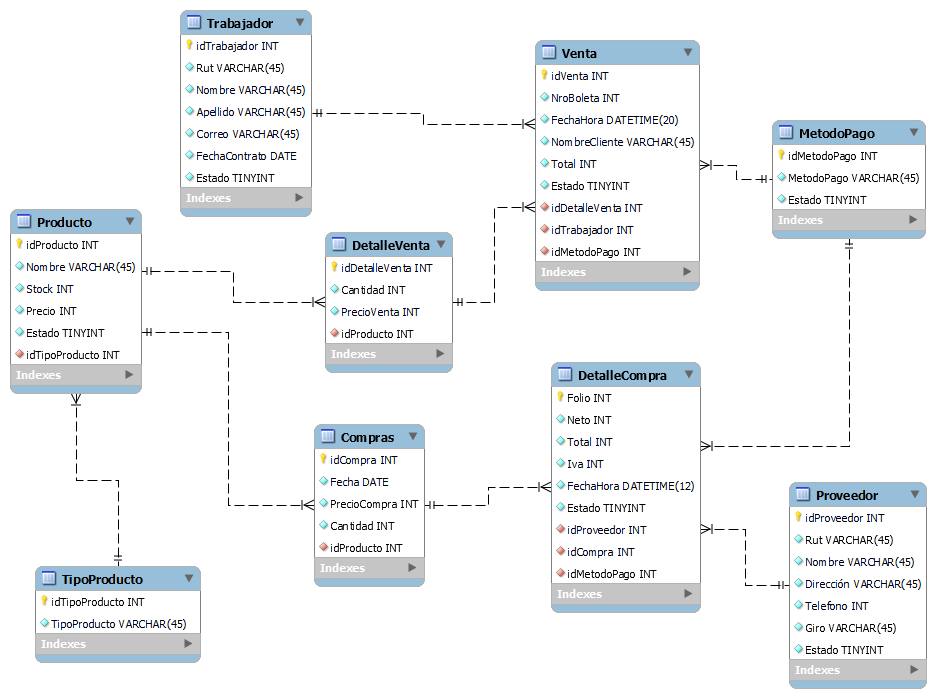 Trabajador
idTrabajador INT
Rut VARCHAR(45)
Nombre VARCHAR(45)
Apellido VARCHAR(45)
Correo VARCHAR(45)
FechaContrato DATE
Estado TINYINT
Indexes
Venta
idVenta INT
NroBoleta INT
FechaHora DATETIME(20)
NombreCliente VARCHAR(45)
Total INT
Estado TINYINT
idDetalleVenta INT
idTrabajador INT
idMetodoPago INT
Indexes
MetodoPago
idMetodoPago INT
MetodoPago VARCHAR(45)
Estado TINYINT
Indexes
Producto
idProducto INT
Nombre VARCHAR(45)
Stock INT
Precio INT
Estado TINYINT
idTipoProducto INT
Indexes
DetalleVenta
idDetalleVenta INT
Cantidad INT
PrecioVenta INT
idProducto INT
Indexes
DetalleCompra
Folio INT
Neto INT
Total INT
Iva INT
FechaHora DATETIME(12)
Estado TINYINT
idProveedor INT
idCompra INT
idMetodoPago INT
Indexes
Compras
idCompra INT
Fecha DATE
PrecioCompra INT
Cantidad INT
idProducto INT
Indexes
Proveedor
idProveedor INT
Rut VARCHAR(45)
Nombre VARCHAR(45)
Dirección VARCHAR(45)
Telefono INT
Giro VARCHAR(45)
Estado TINYINT
Indexes
TipoProducto
idTipoProducto INT
TipoProducto VARCHAR(45)
Indexes